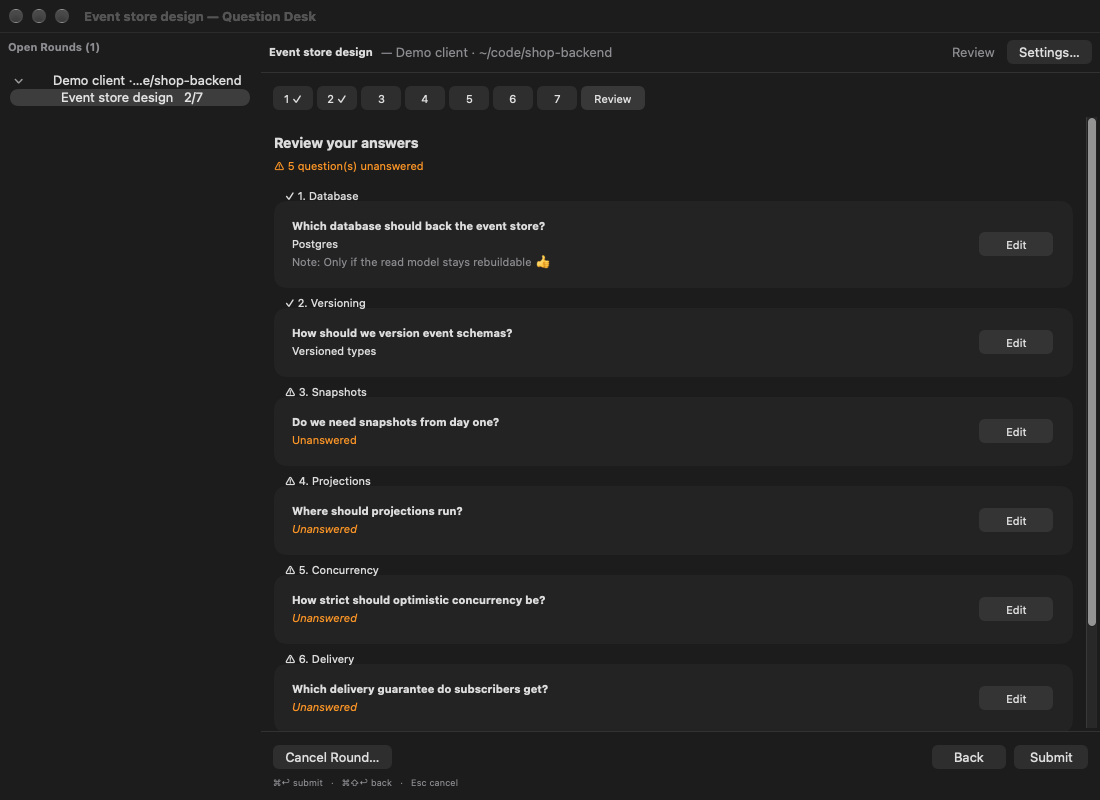 Event store design — Question Desk
Open Rounds (1)
Demo client ·...e/shop-backend
Event store design 2/7
Event store design — Demo client · ~/code/shop-backend
Review
Settings...
1 ✓ 2 ✓ 3 4 5 6 7 Review
Review your answers
⚠ 5 question(s) unanswered
✓ 1. Database
Which database should back the event store?
Postgres
Note: Only if the read model stays rebuildable 👍
Edit
✓ 2. Versioning
How should we version event schemas?
Versioned types
Edit
⚠ 3. Snapshots
Do we need snapshots from day one?
Unanswered
Edit
⚠ 4. Projections
Where should projections run?
Unanswered
Edit
⚠ 5. Concurrency
How strict should optimistic concurrency be?
Unanswered
Edit
⚠ 6. Delivery
Which delivery guarantee do subscribers get?
Unanswered
Edit
Cancel Round...
Back
Submit
⌘↩ submit · ⌘⇧↩ back · Esc cancel